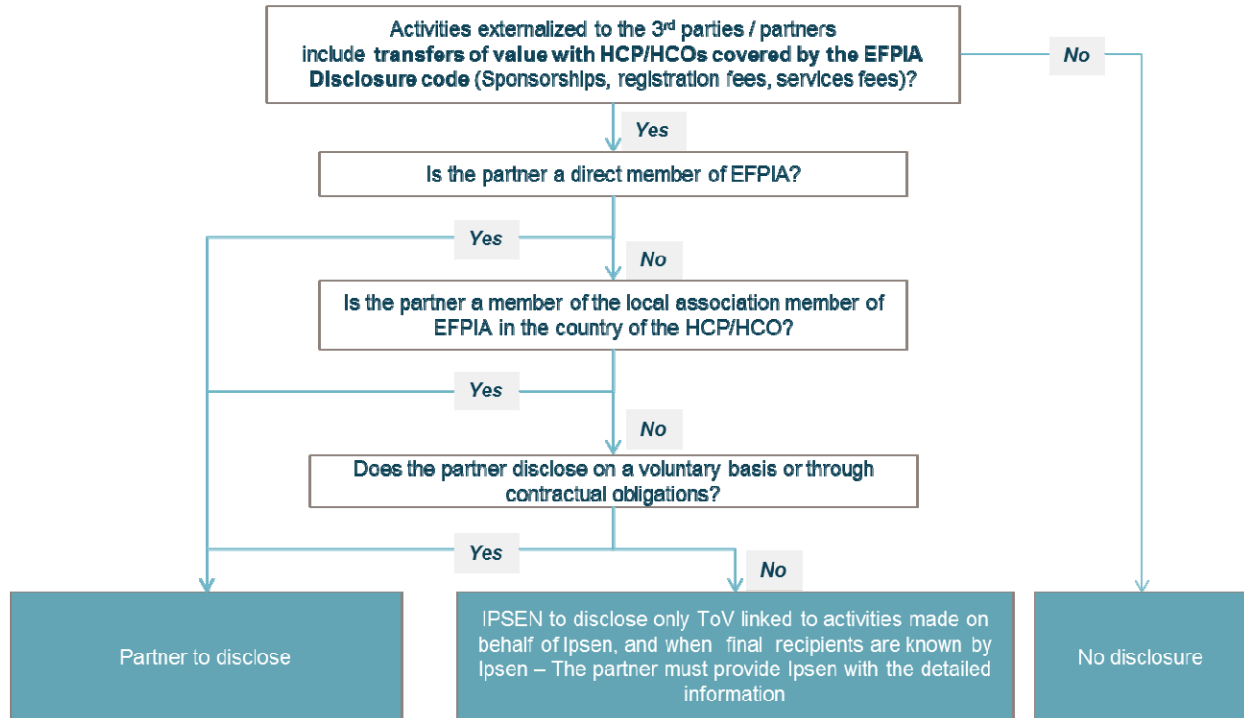 Activities externalized to the 3rd parties / partners
include transfers of value with HCP/HCOs covered by the EFPIA
Disclosure code (Sponsorships, registration fees, services fees)?
No
Yes
Is the partner a direct member of EFPIA?
Yes
No
Is the partner a member of the local association member of
EFPIA in the country of the HCP/HCO?
Yes
No
Does the partner disclose on a voluntary basis or through
contractual obligations?
Yes
No
Partner to disclose
IPSEN to disclose only ToV linked to activities made on
behalf of Ipsen, and when final recipients are known by
Ipsen – The partner must provide Ipsen with the detailed
information
No disclosure